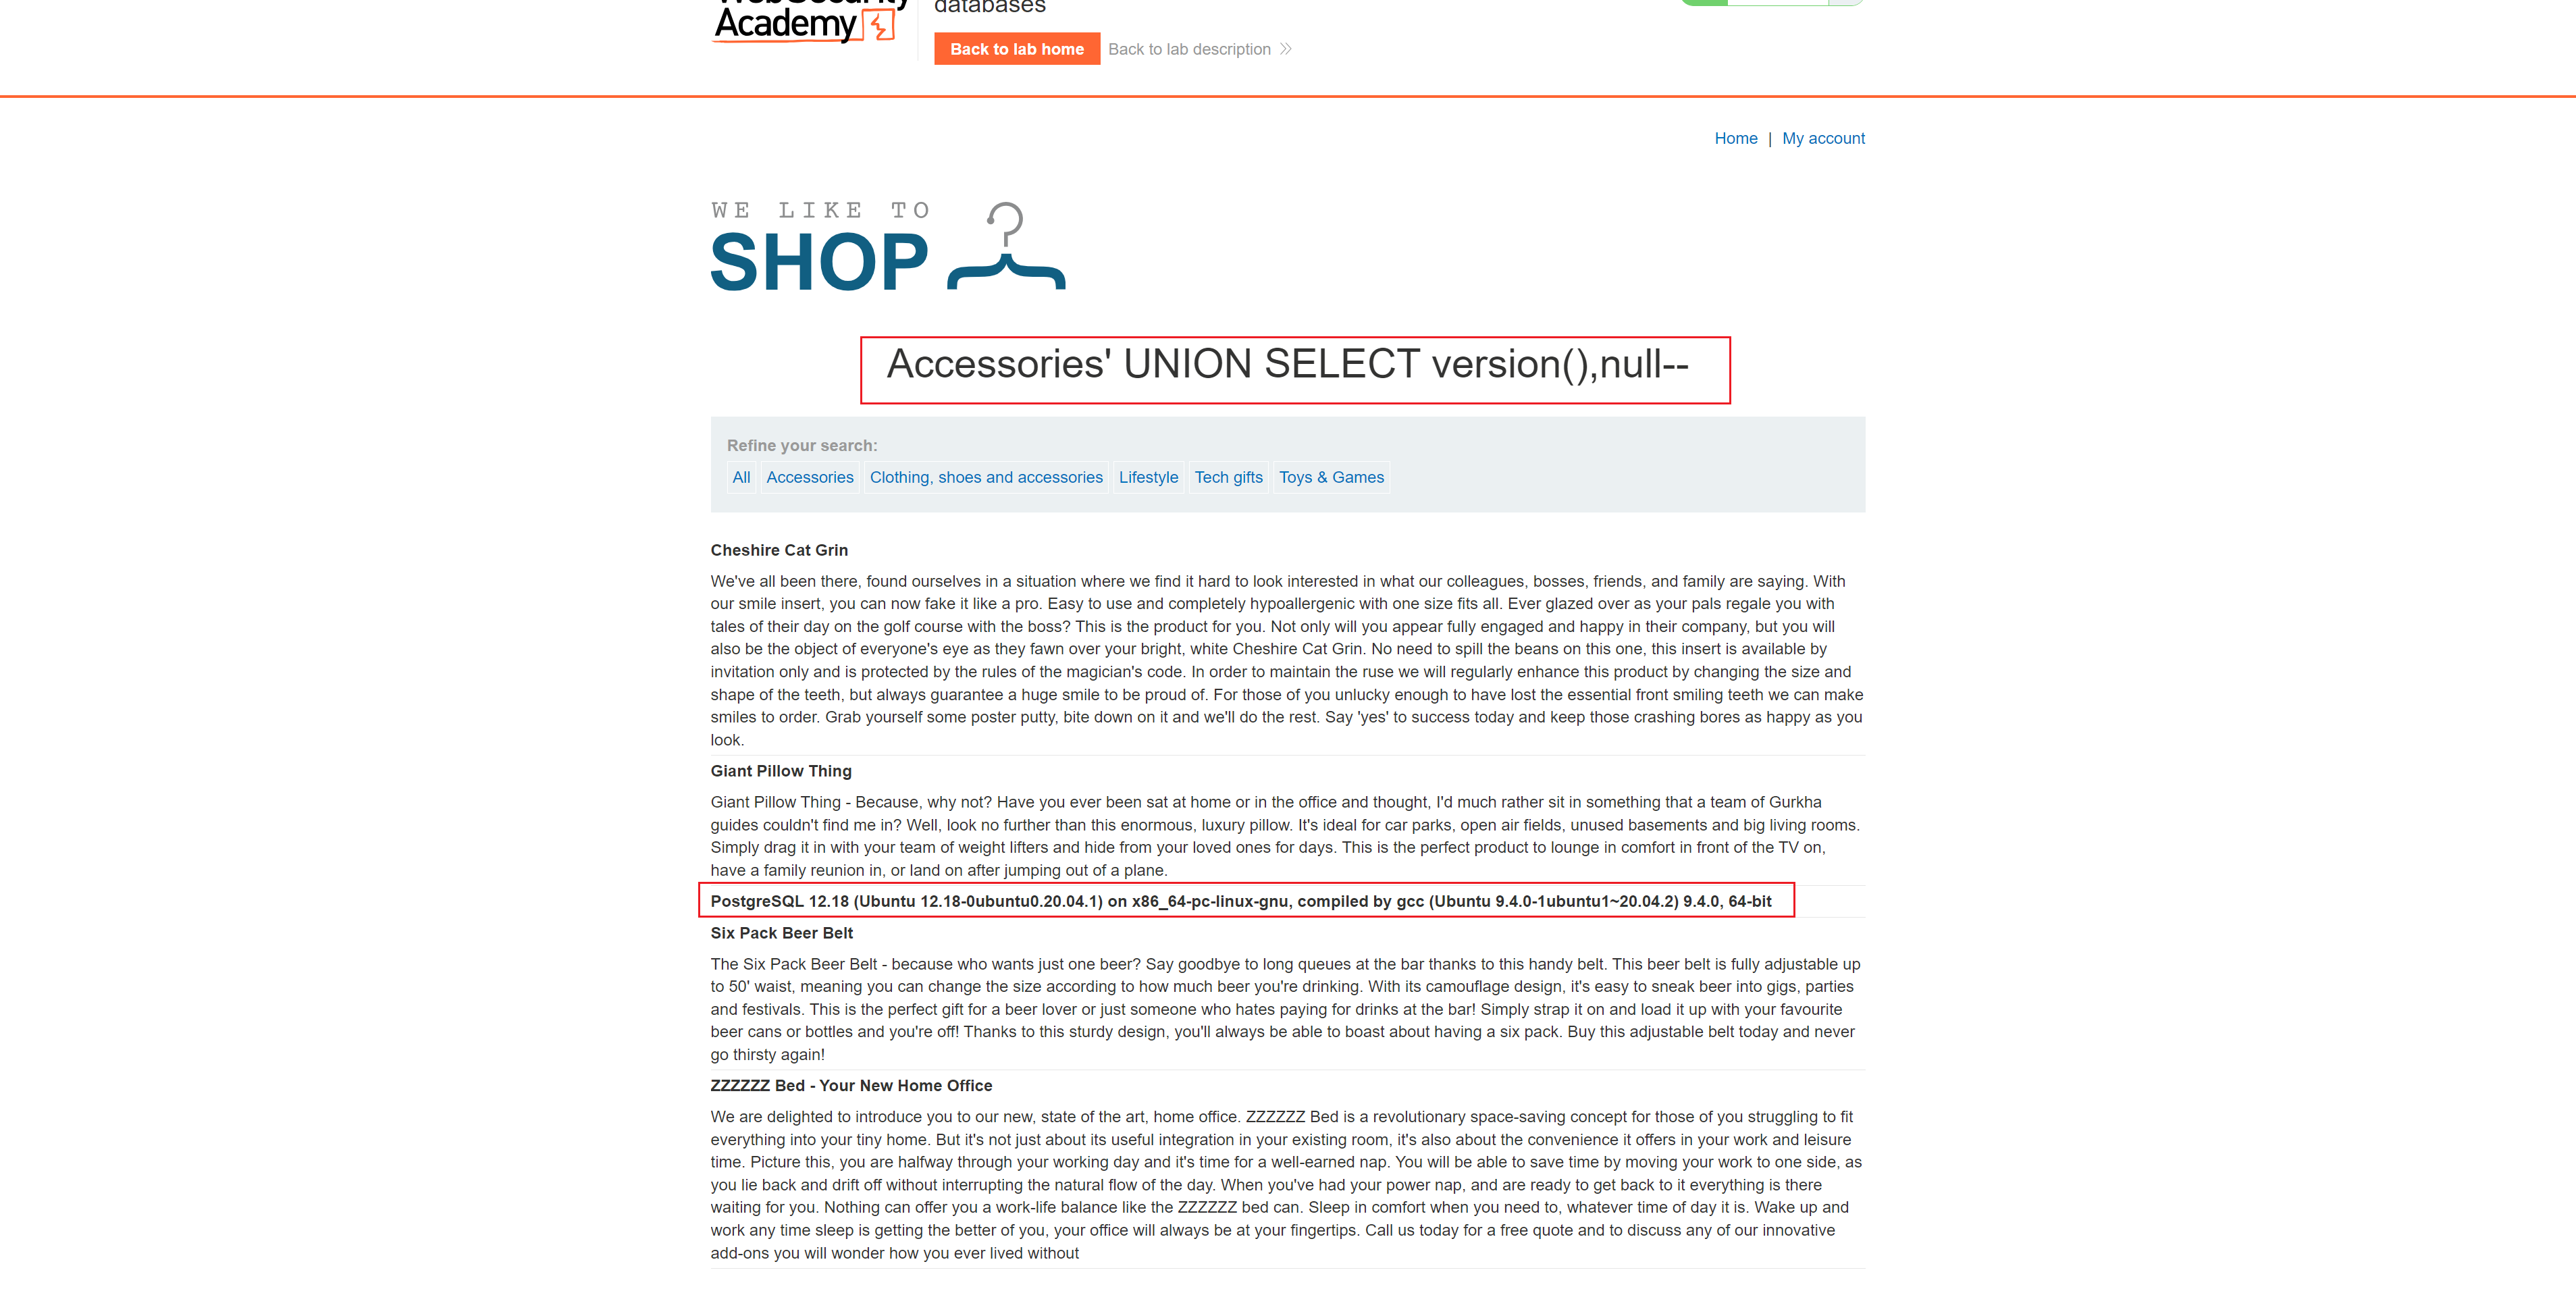 WebSecurity
Academy
databases
Back to lab home
Back to lab description
Home | My account
WE LIKE TO
SHOP
Accessories' UNION SELECT version(),null--
Refine your search:
All Accessories Clothing, shoes and accessories Lifestyle Tech gifts Toys & Games
Cheshire Cat Grin
We've all been there, found ourselves in a situation where we find it hard to look interested in what our colleagues, bosses, friends, and family are saying. With
our smile insert, you can now fake it like a pro. Easy to use and completely hypoallergenic with one size fits all. Ever glazed over as your pals regale you with
tales of their day on the golf course with the boss? This is the product for you. Not only will you appear fully engaged and happy in their company, but you will
also be the object of everyone's eye as they fawn over your bright, white Cheshire Cat Grin. No need to spill the beans on this one, this insert is available by
invitation only and is protected by the rules of the magician's code. In order to maintain the ruse we will regularly enhance this product by changing the size and
shape of the teeth, but always guarantee a huge smile to be proud of. For those of you unlucky enough to have lost the essential front smiling teeth we can make
smiles to order. Grab yourself some poster putty, bite down on it and we'll do the rest. Say 'yes' to success today and keep those crashing bores as happy as you
look.
Giant Pillow Thing
Giant Pillow Thing - Because, why not? Have you ever been sat at home or in the office and thought, I'd much rather sit in something that a team of Gurkha
guides couldn't find me in? Well, look no further than this enormous, luxury pillow. It's ideal for car parks, open air fields, unused basements and big living rooms.
Simply drag it in with your team of weight lifters and hide from your loved ones for days. This is the perfect product to lounge in comfort in front of the TV on,
have a family reunion in, or land on after jumping out of a plane.
PostgreSQL 12.18 (Ubuntu 12.18-0ubuntu0.20.04.1) on x86_64-pc-linux-gnu, compiled by gcc (Ubuntu 9.4.0-1ubuntu1~20.04.2) 9.4.0, 64-bit
Six Pack Beer Belt
The Six Pack Beer Belt - because who wants just one beer? Say goodbye to long queues at the bar thanks to this handy belt. This beer belt is fully adjustable up
to 50' waist, meaning you can change the size according to how much beer you're drinking. With its camouflage design, it's easy to sneak beer into gigs, parties
and festivals. This is the perfect gift for a beer lover or just someone who hates paying for drinks at the bar! Simply strap it on and load it up with your favourite
beer cans or bottles and you're off! Thanks to this sturdy design, you'll always be able to boast about having a six pack. Buy this adjustable belt today and never
go thirsty again!
ZZZZZZ Bed - Your New Home Office
We are delighted to introduce you to our new, state of the art, home office. ZZZZZZ Bed is a revolutionary space-saving concept for those of you struggling to fit
everything into your tiny home. But it's not just about its useful integration in your existing room, it's also about the convenience it offers in your work and leisure
time. Picture this, you are halfway through your working day and it's time for a well-earned nap. You will be able to save time by moving your work to one side, as
you lie back and drift off without interrupting the natural flow of the day. When you've had your power nap, and are ready to get back to it everything is there
waiting for you. Nothing can offer you a work-life balance like the ZZZZZZ bed can. Sleep in comfort when you need to, whatever time of day it is. Wake up and
work any time sleep is getting the better of you, your office will always be at your fingertips. Call us today for a free quote and to discuss any of our innovative
add-ons you will wonder how you ever lived without